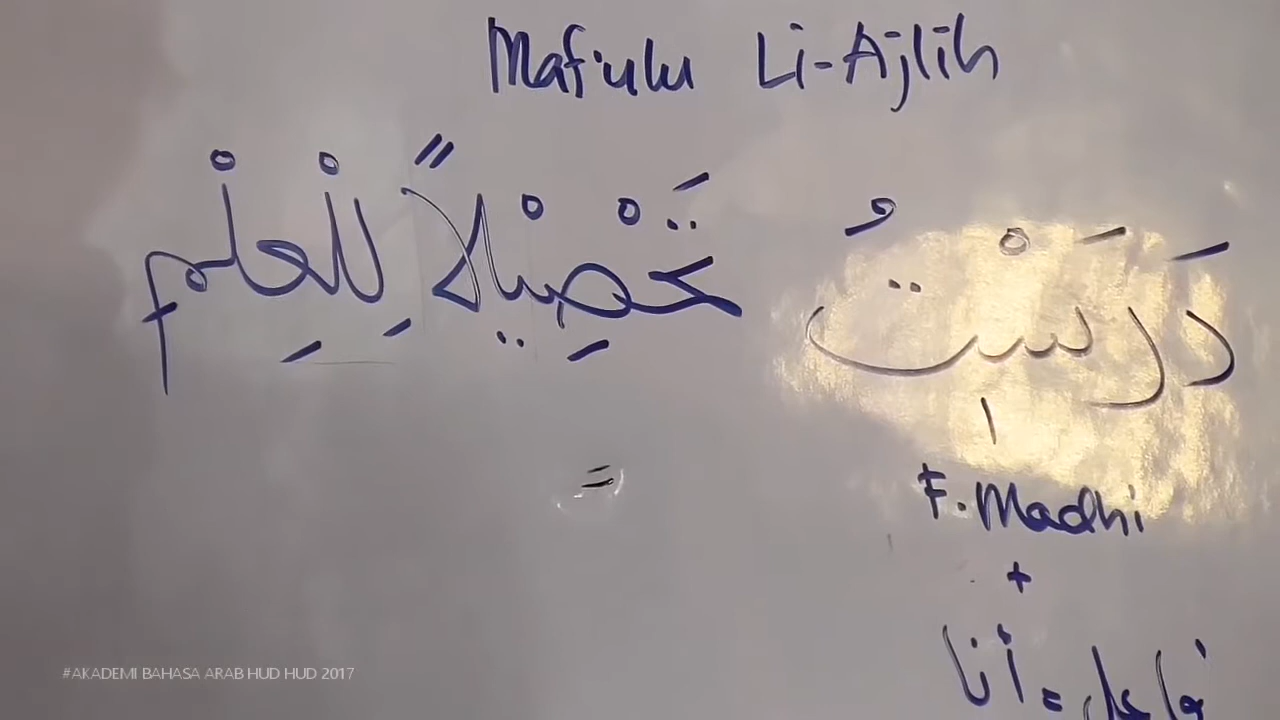 Maf'ulu Li-Ajlih
دَرَسْتُ تَحْصِيْلاً لِلْعِلْمْ
=
F. Madhi
+
فاعل = أنا
#AKADEMI BAHASA ARAB HUD HUD 2017